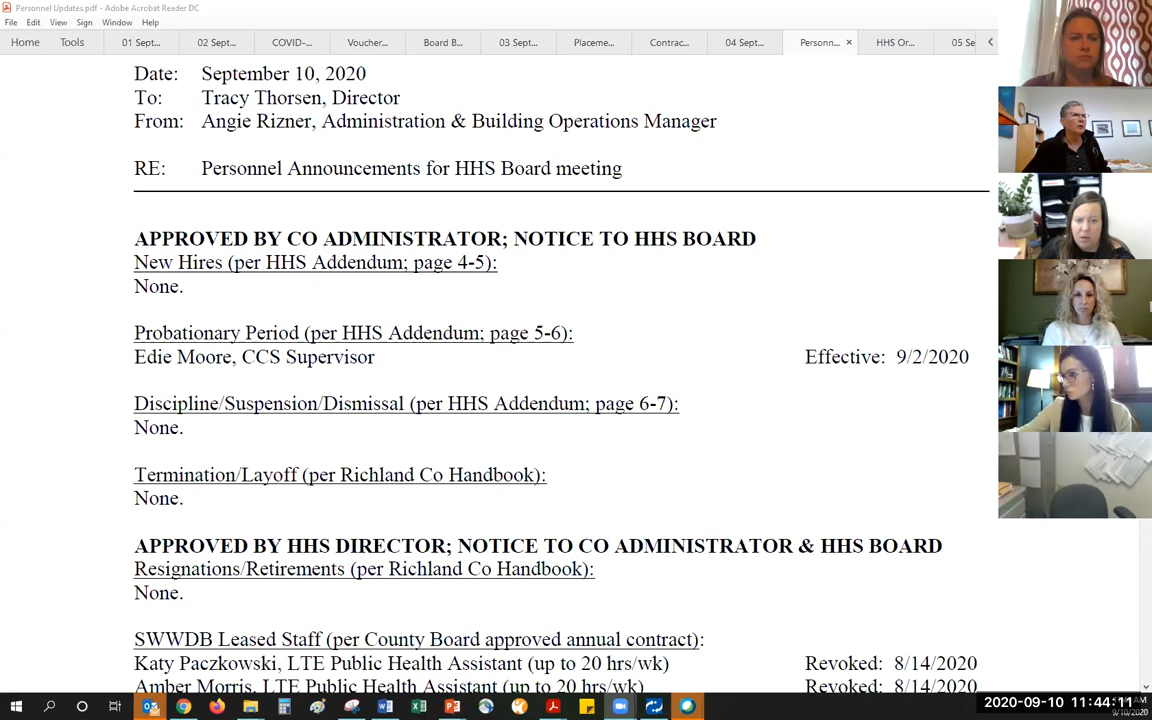 Personnel Updates.pdf - Adobe Acrobat Reader DC
File Edit View Sign Window Help
Home Tools 01 Sept... 02 Sept... COVID-... Voucher... Board B... 03 Sept... Placeme... Contrac... 04 Sept... Personn... × HHS Or... 05 Se
Date: September 10, 2020
To: Tracy Thorsen, Director
From: Angie Rizner, Administration & Building Operations Manager
RE: Personnel Announcements for HHS Board meeting
APPROVED BY CO ADMINISTRATOR; NOTICE TO HHS BOARD
New Hires (per HHS Addendum; page 4-5):
None.
Probationary Period (per HHS Addendum; page 5-6):
Edie Moore, CCS Supervisor Effective: 9/2/2020
Discipline/Suspension/Dismissal (per HHS Addendum; page 6-7):
None.
Termination/Layoff (per Richland Co Handbook):
None.
APPROVED BY HHS DIRECTOR; NOTICE TO CO ADMINISTRATOR & HHS BOARD
Resignations/Retirements (per Richland Co Handbook):
None.
SWWDB Leased Staff (per County Board approved annual contract):
Katy Paczkowski, LTE Public Health Assistant (up to 20 hrs/wk) Revoked: 8/14/2020
Amber Morris, LTE Public Health Assistant (up to 20 hrs/wk) Revoked: 8/14/2020
2020-09-10 11:44:11
9/10/2020